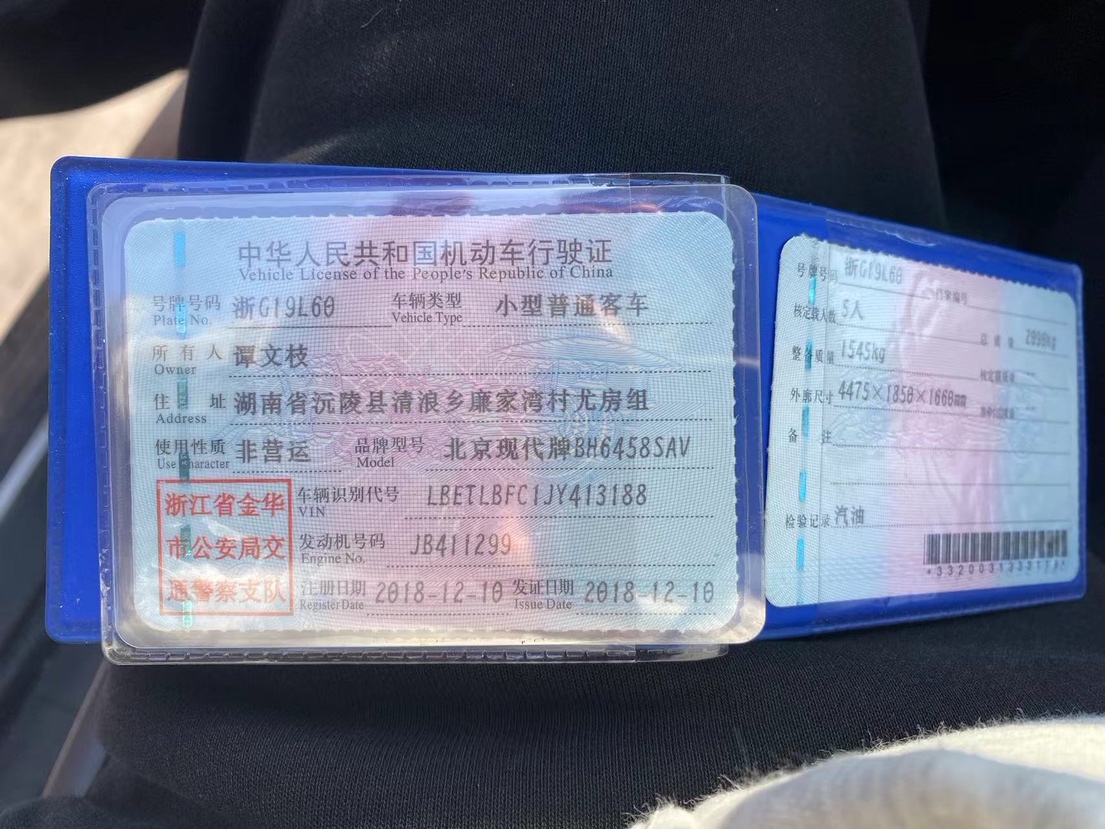 中华人民共和国机动车行驶证
Vehicle License of the People's Republic of China
号牌号码 浙G19L60 车辆类型 小型普通客车
Plate No. Vehicle Type
所有人 谭文枝
Owner
住址 湖南省沅陵县清浪乡廉家湾村尤房组
Address
使用性质 非营运 品牌型号 北京现代牌BH6458SAV
Use Character Model
浙江省金华
市公安局交
通警察支队
车辆识别代号 LBETLBFC1JY413188
VIN
发动机号码 JB411299
Engine No.
注册日期 2018-12-10 发证日期 2018-12-10
Register Date Issue Date
号牌号码 浙G19L60 档案编号
核定载人数 5人 总质量
整备质量 1545kg 核定载质量
外廓尺寸 4475×1850×1660mm
备注
检验记录 汽油